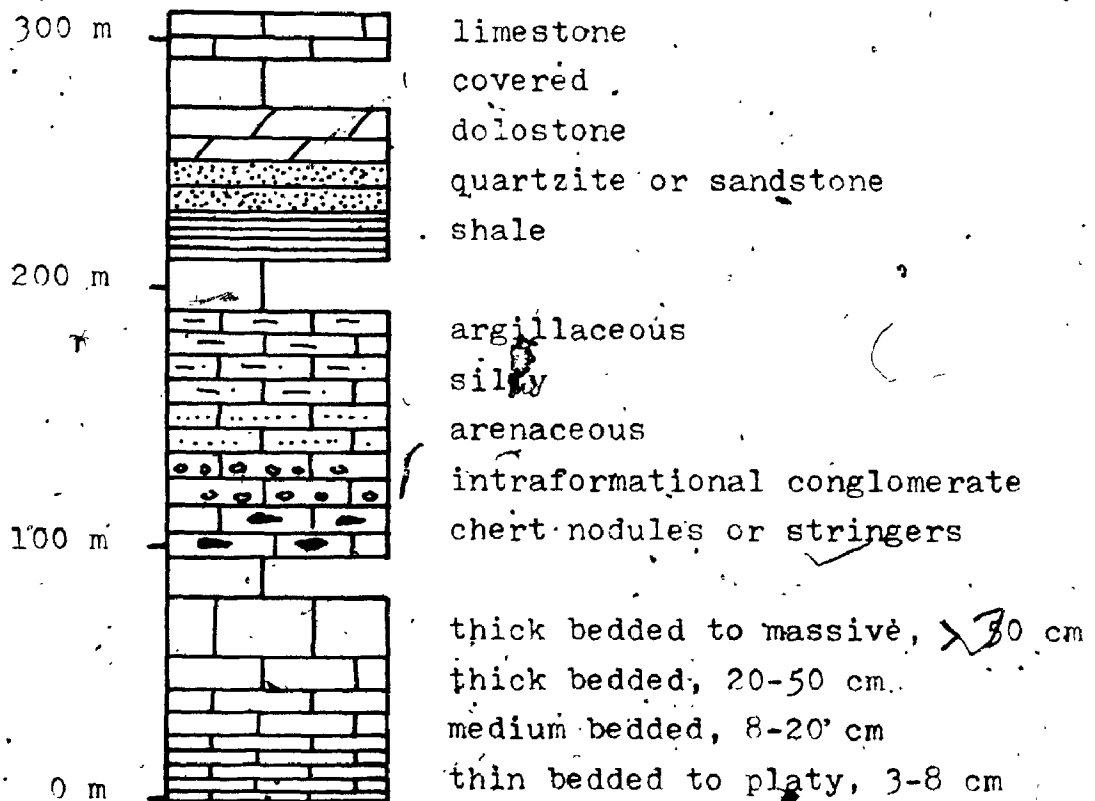 300 m limestone
covered
dolostone
quartzite or sandstone
shale
200 m
argillaceous
silty
arenaceous
intraformational conglomerate
100 m chert nodules or stringers
thick bedded to massive, > 50 cm
thick bedded, 20-50 cm
medium bedded, 8-20 cm
0 m thin bedded to platy, 3-8 cm